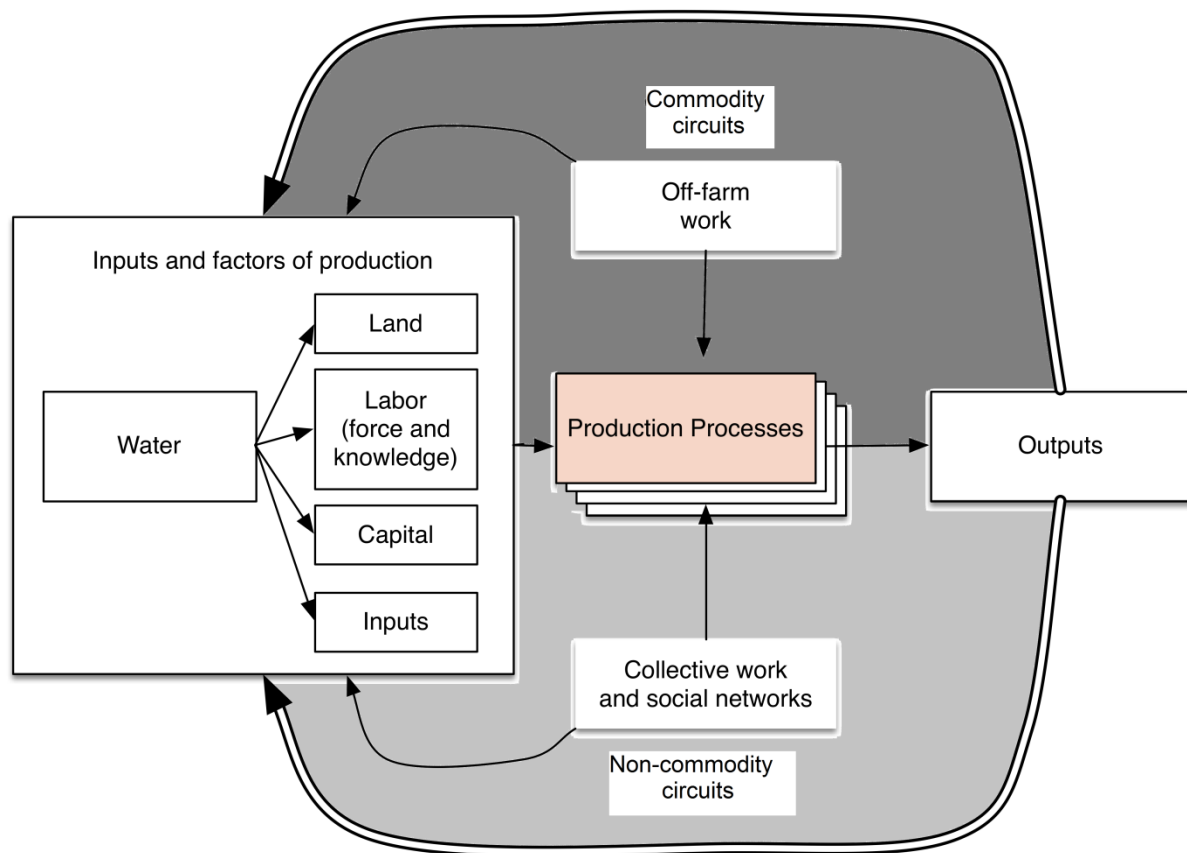 Commodity
circuits
Off-farm
work
Inputs and factors of production
Land
Labor
(force and
knowledge)
Water
Production Processes
Outputs
Capital
Inputs
Collective work
and social networks
Non-commodity
circuits